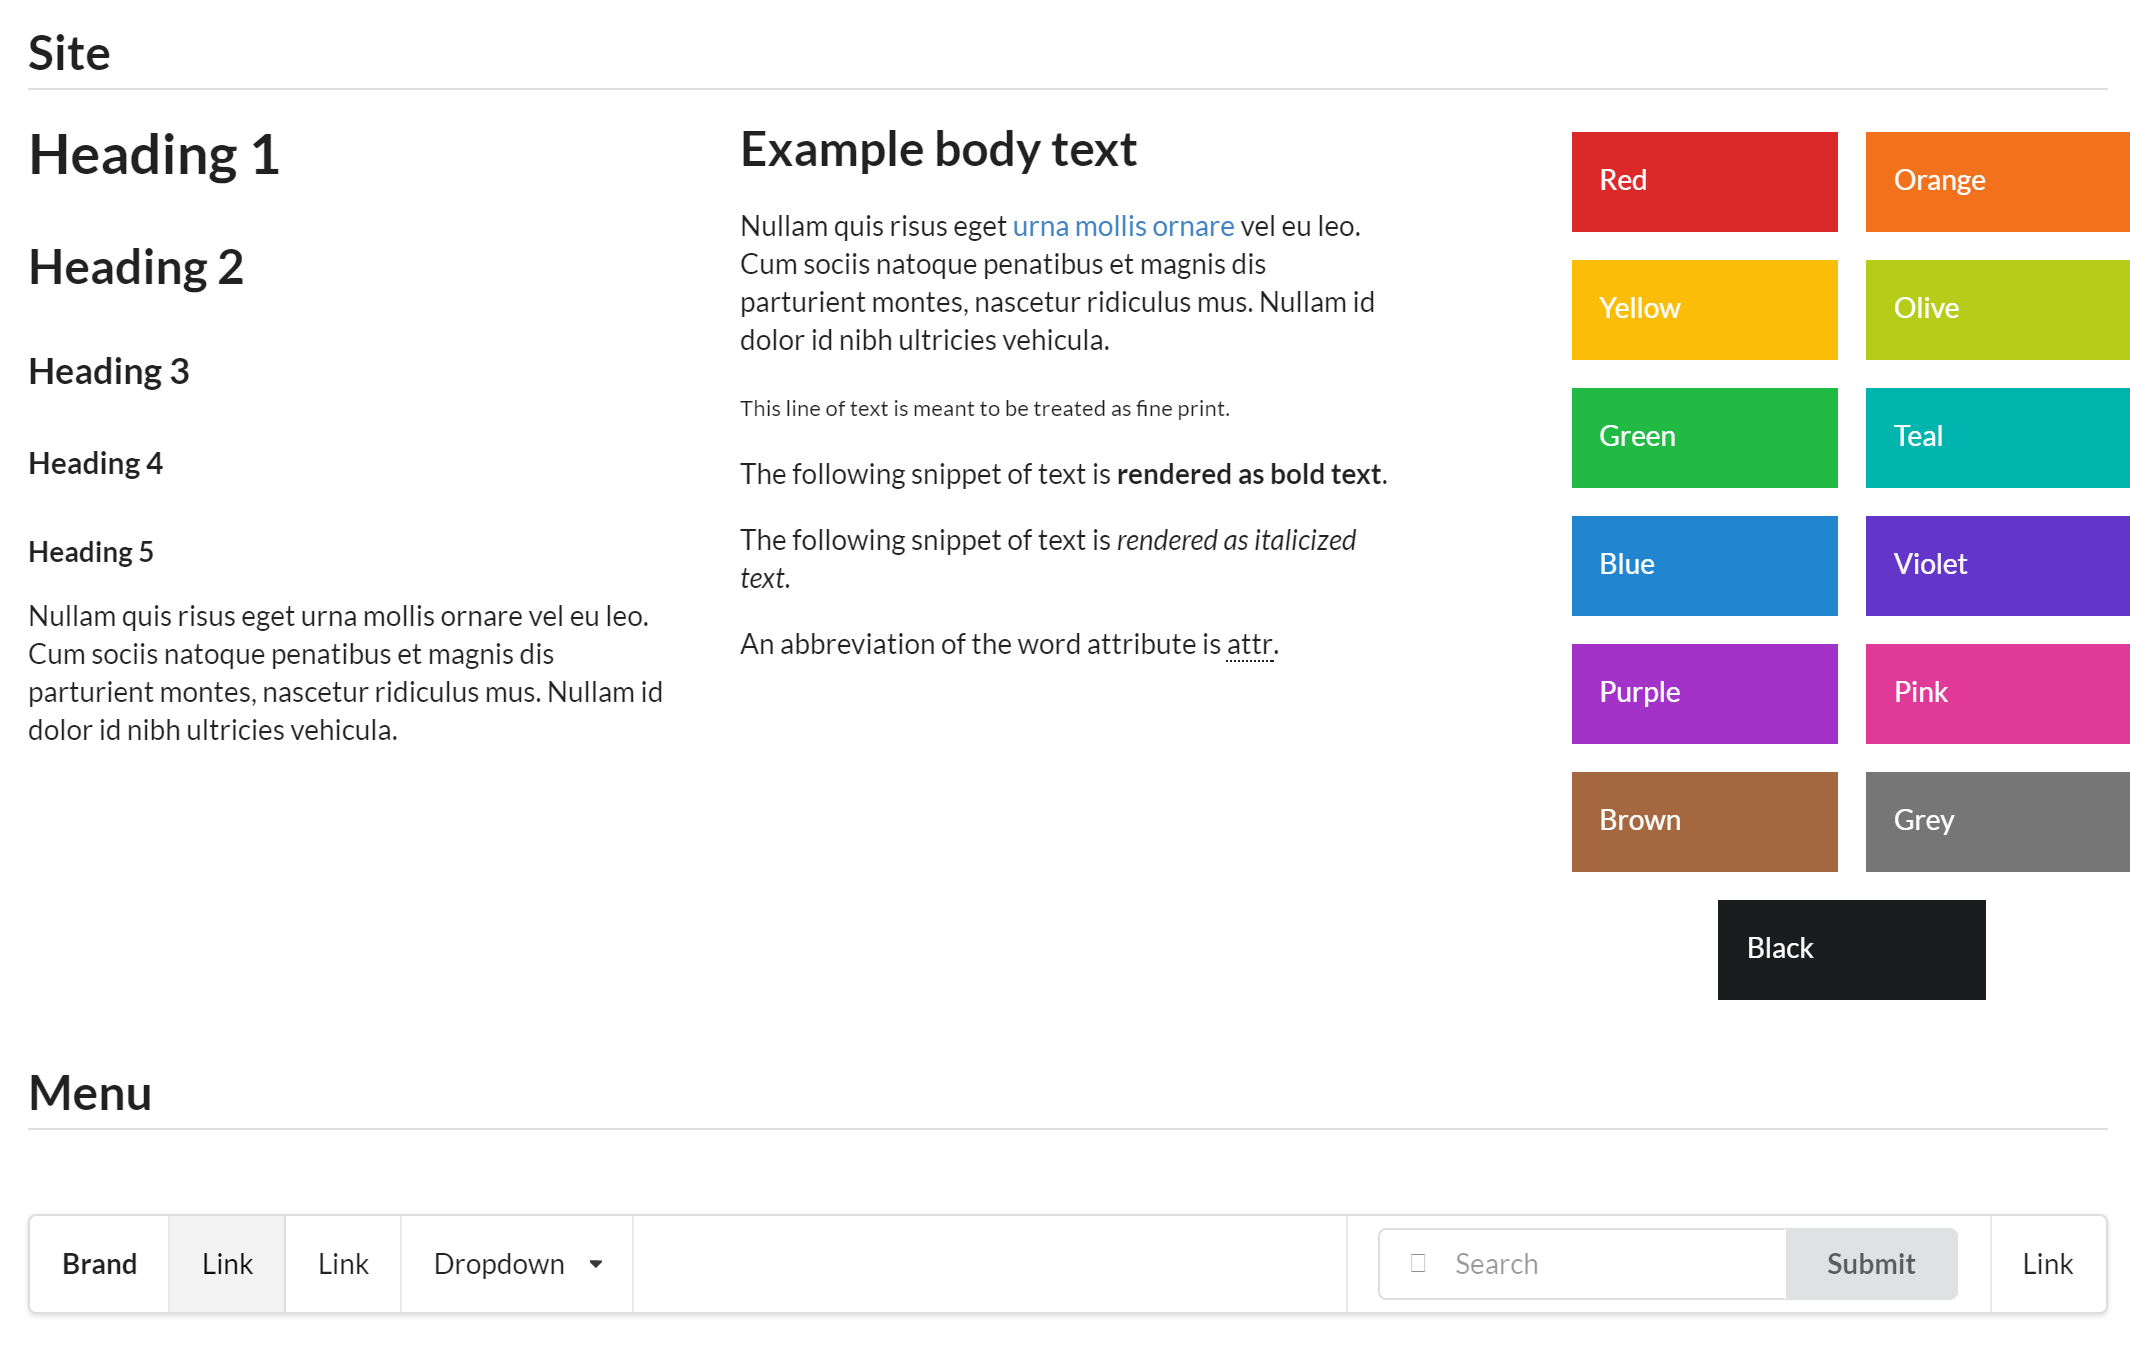 Site
Heading 1
Heading 2
Heading 3
Heading 4
Heading 5
Nullam quis risus eget urna mollis ornare vel eu leo.
Cum sociis natoque penatibus et magnis dis
parturient montes, nascetur ridiculus mus. Nullam id
dolor id nibh ultricies vehicula.
Example body text
Nullam quis risus eget urna mollis ornare vel eu leo.
Cum sociis natoque penatibus et magnis dis
parturient montes, nascetur ridiculus mus. Nullam id
dolor id nibh ultricies vehicula.
This line of text is meant to be treated as fine print.
The following snippet of text is rendered as bold text.
The following snippet of text is rendered as italicized
text.
An abbreviation of the word attribute is attr.
Red
Orange
Yellow
Olive
Green
Teal
Blue
Violet
Purple
Pink
Brown
Grey
Black
Menu
Brand Link Link Dropdown Search Submit Link